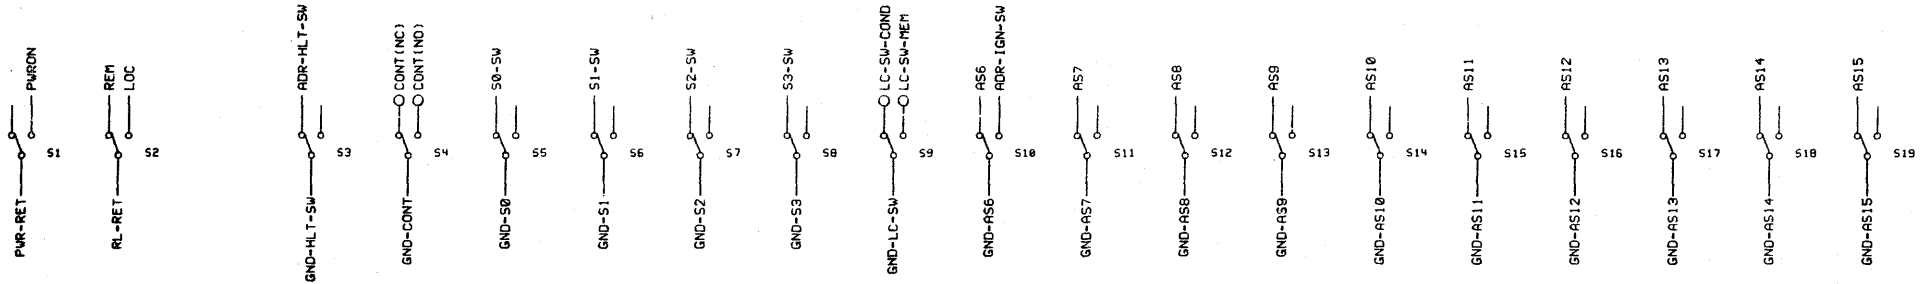 PWRON
S1
PWR-RET
REM
LOC
S2
RL-RET
ADR-HLT-SW
S3
GND-HLT-SW
CONT(NC)
CONT(NO)
S4
GND-CONT
S0-SW
S5
GND-S0
S1-SW
S6
GND-S1
S2-SW
S7
GND-S2
S3-SW
S8
GND-S3
LC-SW-COND
LC-SW-MEM
S9
GND-LC-SW
AS6
ADR-IGN-SW
S10
GND-AS6
AS7
S11
GND-AS7
AS8
S12
GND-AS8
AS9
S13
GND-AS9
AS10
S14
GND-AS10
AS11
S15
GND-AS11
AS12
S16
GND-AS12
AS13
S17
GND-AS13
AS14
S18
GND-AS14
AS15
S19
GND-AS15